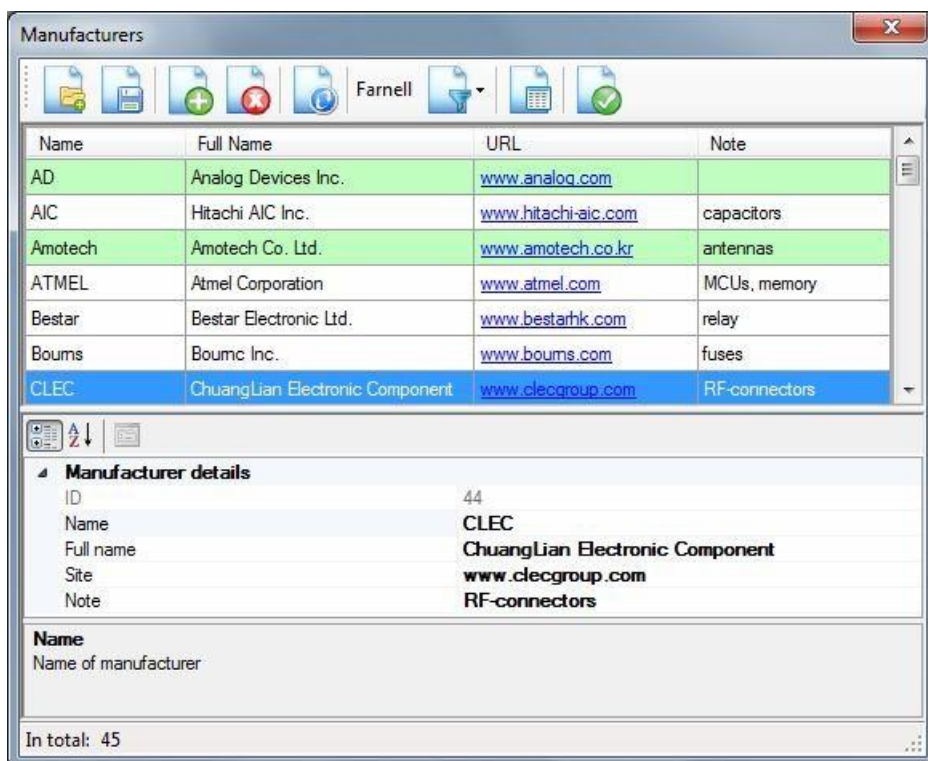 Manufacturers
Farnell
Name Full Name URL Note
AD Analog Devices Inc. www.analog.com
AIC Hitachi AIC Inc. www.hitachi-aic.com capacitors
Amotech Amotech Co. Ltd. www.amotech.co.kr antennas
ATMEL Atmel Corporation www.atmel.com MCUs, memory
Bestar Bestar Electronic Ltd. www.bestarhk.com relay
Bourns Bournc Inc. www.bourns.com fuses
CLEC ChuangLian Electronic Component www.clecgroup.com RF-connectors
A
Z
Manufacturer details
ID 44
Name CLEC
Full name ChuangLian Electronic Component
Site www.clecgroup.com
Note RF-connectors
Name
Name of manufacturer
In total: 45